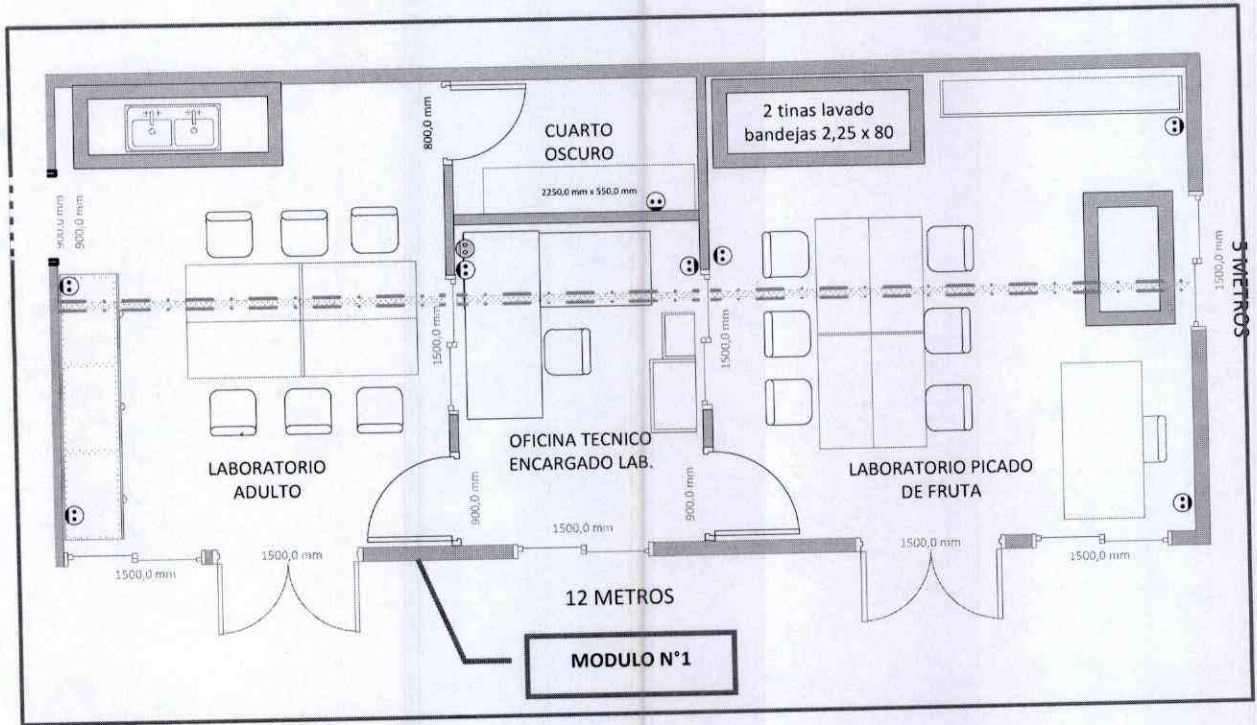 800,0 mm
CUARTO
OSCURO
2250,0 mm x 550,0 mm
2 tinas lavado
bandejas 2,25 x 80
900,0 mm
900,0 mm
1500,0 mm
5 METROS
1500,0 mm
1500,0 mm
LABORATORIO
ADULTO
OFICINA TECNICO
ENCARGADO LAB.
LABORATORIO PICADO
DE FRUTA
900,0 mm
900,0 mm
1500,0 mm
1500,0 mm
1500,0 mm
1500,0 mm
1500,0 mm
12 METROS
MODULO N°1